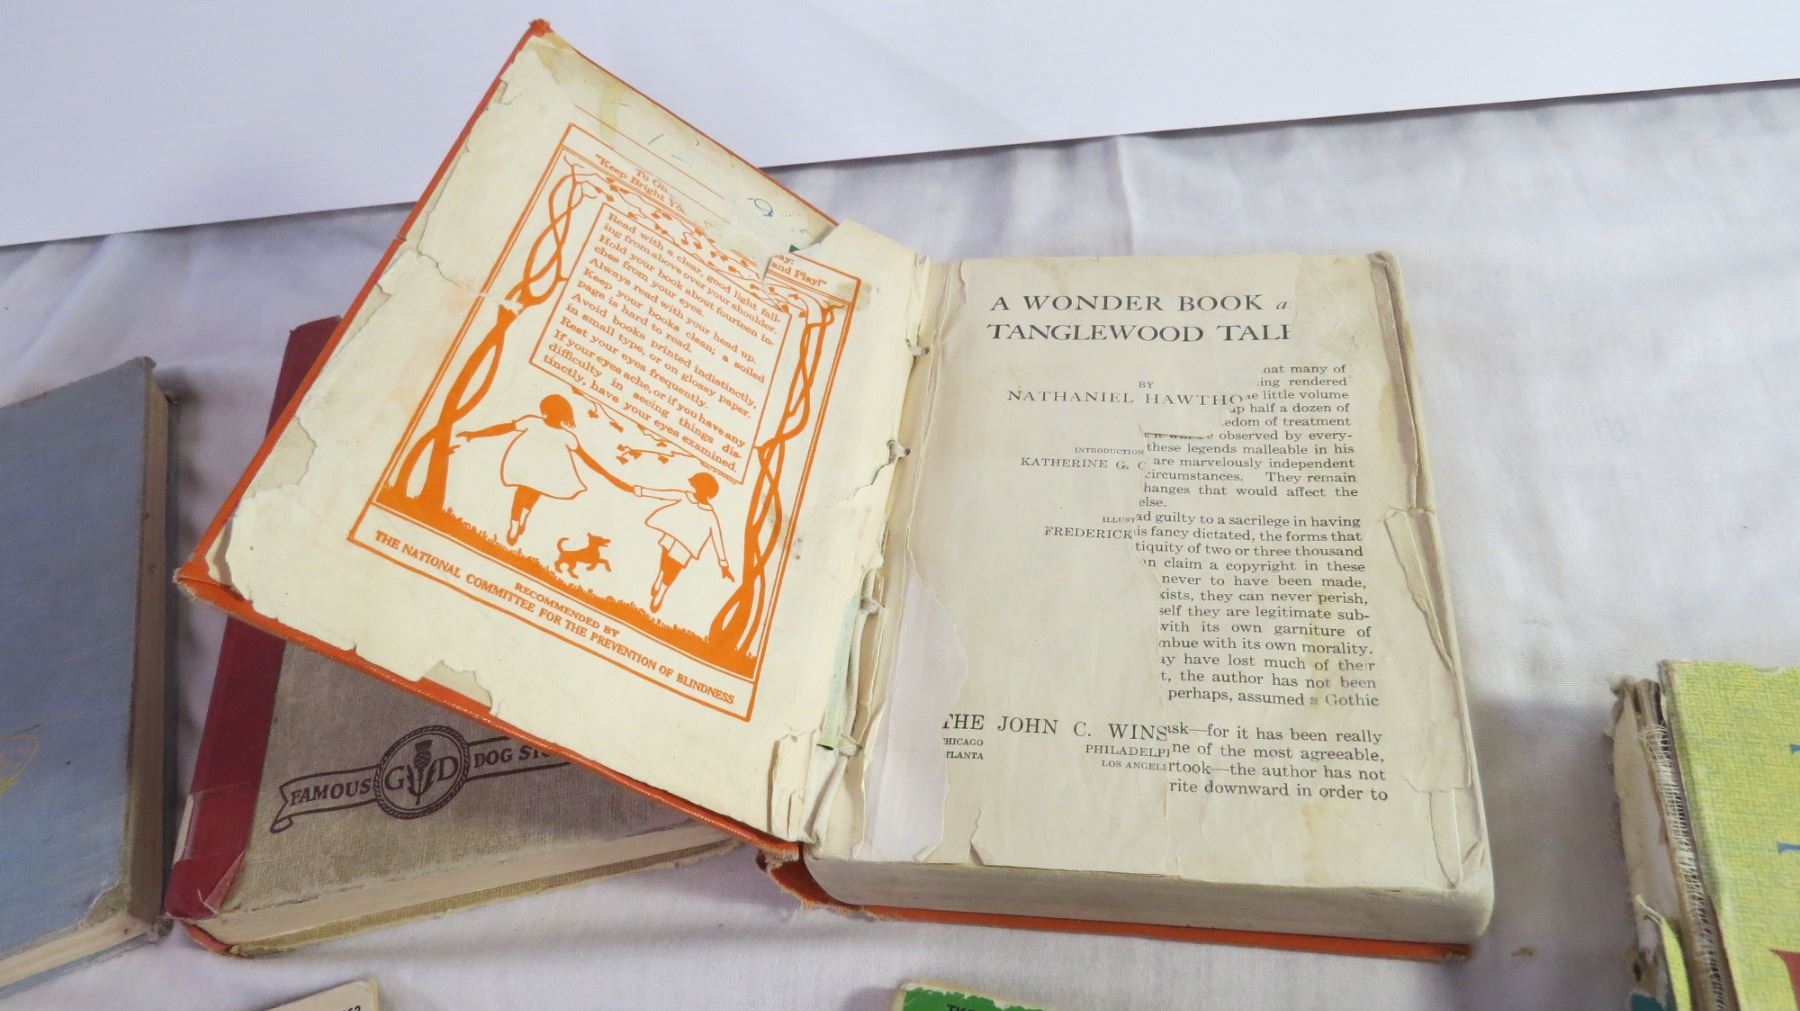 To
"Keep Bright
and Play!"
Read with a clear, good light fall-
ing from above over your shoulder.
Hold your book about fourteen in-
ches from your eyes.
Always read with your head up.
Keep your books clean; a soiled
page is hard to read.
Avoid books printed indistinctly,
in small type, or on glossy paper.
Rest your eyes frequently.
If your eyes ache, or if you have any
difficulty in seeing things dis-
tinctly, have your eyes examined.
RECOMMENDED BY
THE NATIONAL COMMITTEE FOR THE PREVENTION OF BLINDNESS
FAMOUS GD DOG
A WONDER BOOK a
TANGLEWOOD TAL
BY
NATHANIEL HAWTHO
INTRODUCTION
KATHERINE G. C
ILLUS
FREDERICK
THE JOHN C. WINS
CHICAGO PHILADELP
TLANTA LOS ANGEL
hat many of
ing rendered
e little volume
up half a dozen of
edom of treatment
observed by every-
these legends malleable in his
are marvelously independent
circumstances. They remain
hanges that would affect the
else.
ad guilty to a sacrilege in having
is fancy dictated, the forms that
tiquity of two or three thousand
n claim a copyright in these
never to have been made,
xists, they can never perish,
self they are legitimate sub-
with its own garniture of
mbue with its own morality.
ay have lost much of their
t, the author has not been
perhaps, assumed a Gothic
sk—for it has been really
ne of the most agreeable,
rtook—the author has not
rite downward in order to